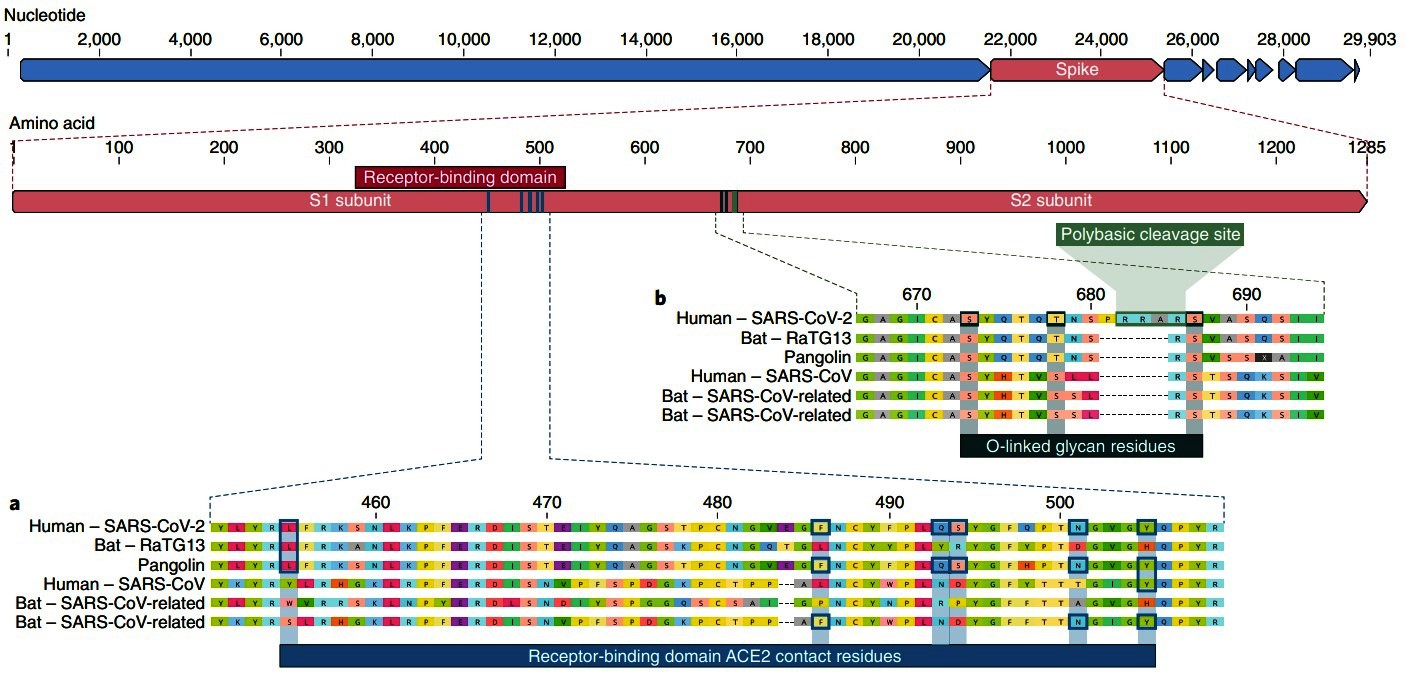 Nucleotide
1 2,000 4,000 6,000 8,000 10,000 12,000 14,000 16,000 18,000 20,000 22,000 24,000 26,000 28,000 29,903
Spike
Amino acid
1 100 200 300 400 500 600 700 800 900 1000 1100 1200 1285
Receptor-binding domain
S1 subunit S2 subunit
Polybasic cleavage site
b
670 680 690
Human – SARS-CoV-2 G A G I C A S Y Q T Q T N S P R R A R S V A S Q S I I
Bat – RaTG13 G A G I C A S Y Q T Q T N S ---- R S V A S Q S I I
Pangolin G A G I C A S Y Q T Q T N S ---- R S V S S X A I I
Human – SARS-CoV G A G I C A S Y H T V S L L ---- R S T S Q K S I V
Bat – SARS-CoV-related G A G I C A S Y H T V S S L ---- R S T S Q K S I V
Bat – SARS-CoV-related G A G I C A S Y H T V S S L ---- R S T S Q K S I V
O-linked glycan residues
a
460 470 480 490 500
Human – SARS-CoV-2 Y L Y R L F R K S N L K P F E R D I S T E I Y Q A G S T P C N G V E G F N C Y F P L Q S Y G F Q P T N G V G Y Q P Y R
Bat – RaTG13 Y L Y R L F R K A N L K P F E R D I S T E I Y Q A G S K P C N G Q T G L N C Y Y P L Y R Y G F Y P T D G V G H Q P Y R
Pangolin Y L Y R L F R K S N L K P F E R D I S T E I Y Q A G S T P C N G V E G F N C Y F P L Q S Y G F H P T N G V G Y Q P Y R
Human – SARS-CoV Y K Y R Y L R H G K L R P F E R D I S N V P F S P D G K P C T P P -- A L N C Y W P L N D Y G F Y T T T G I G Y Q P Y R
Bat – SARS-CoV-related Y L Y R W V R R S K L N P Y E R D L S N D I Y S P G G Q S C S A I -- G P N C Y N P L R P Y G F F T T A G V G H Q P Y R
Bat – SARS-CoV-related Y K Y R S L R H G K L R P F E R D I S N V P F S P D G K P C T P P -- A F N C Y W P L N D Y G F F T T N G I G Y Q P Y R
Receptor-binding domain ACE2 contact residues